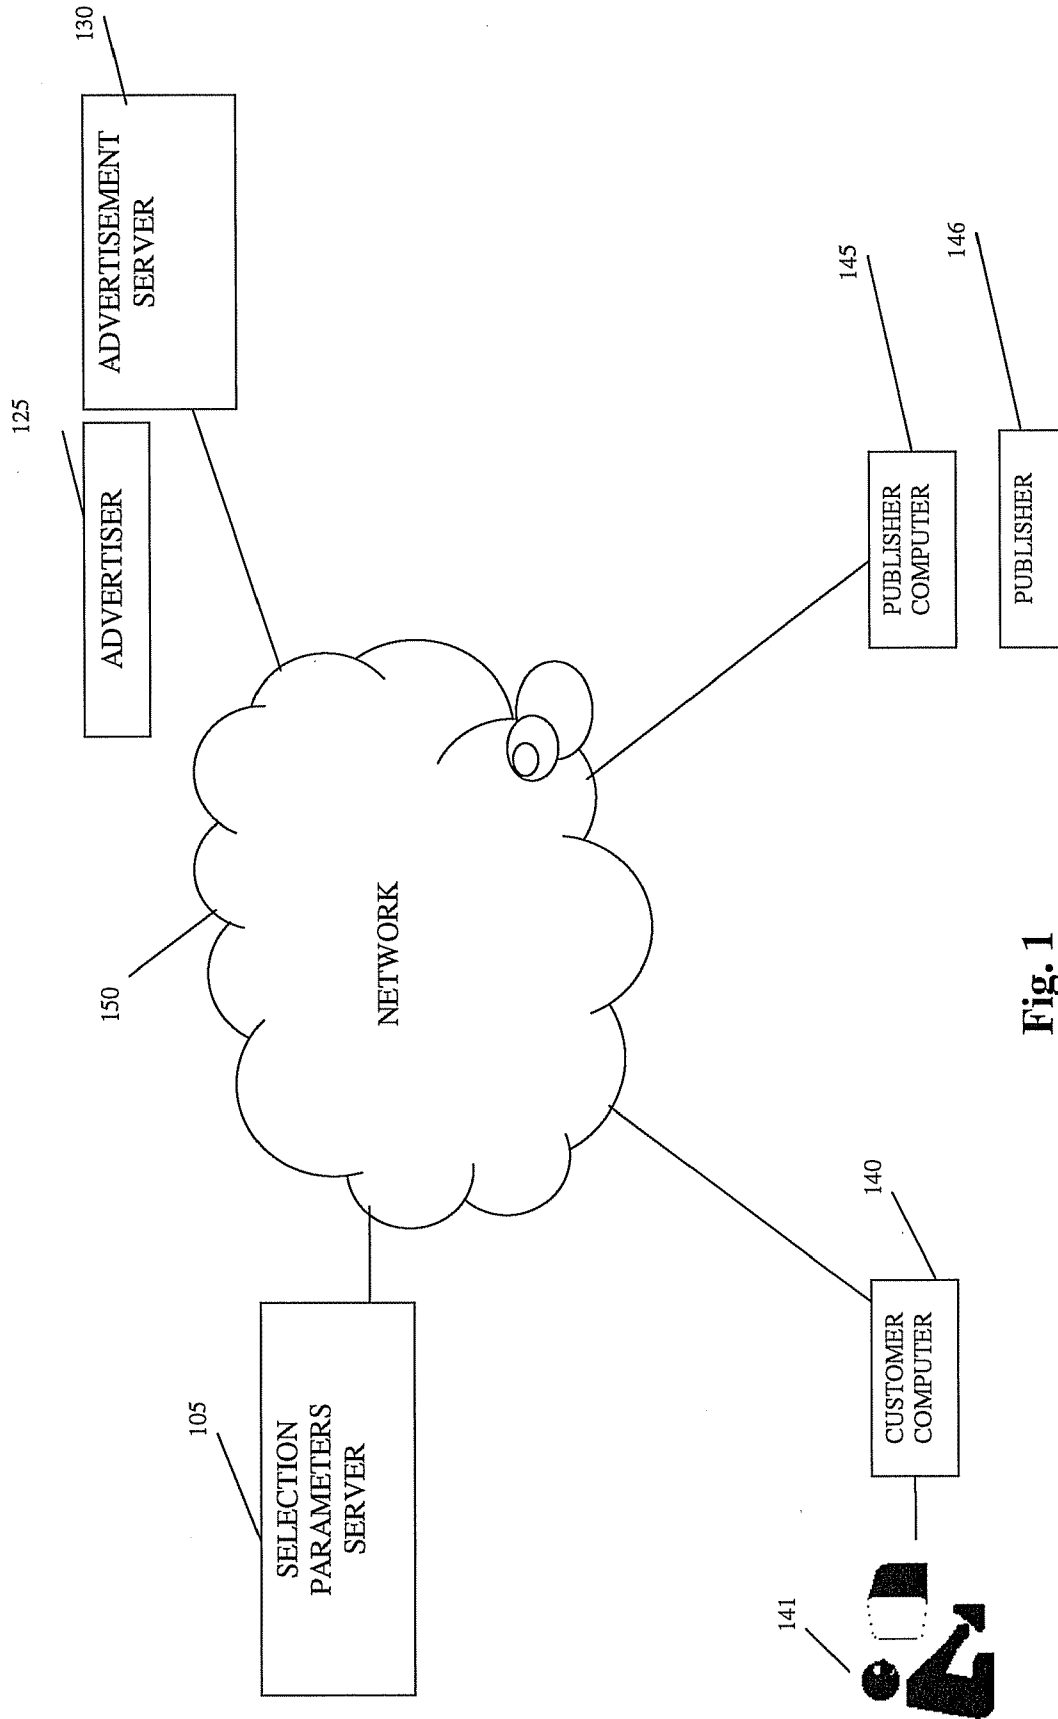 125
130
ADVERTISER
ADVERTISEMENT
SERVER
150
105
SELECTION
PARAMETERS
SERVER
NETWORK
141
140
145
CUSTOMER
COMPUTER
PUBLISHER
COMPUTER
146
PUBLISHER
Fig. 1